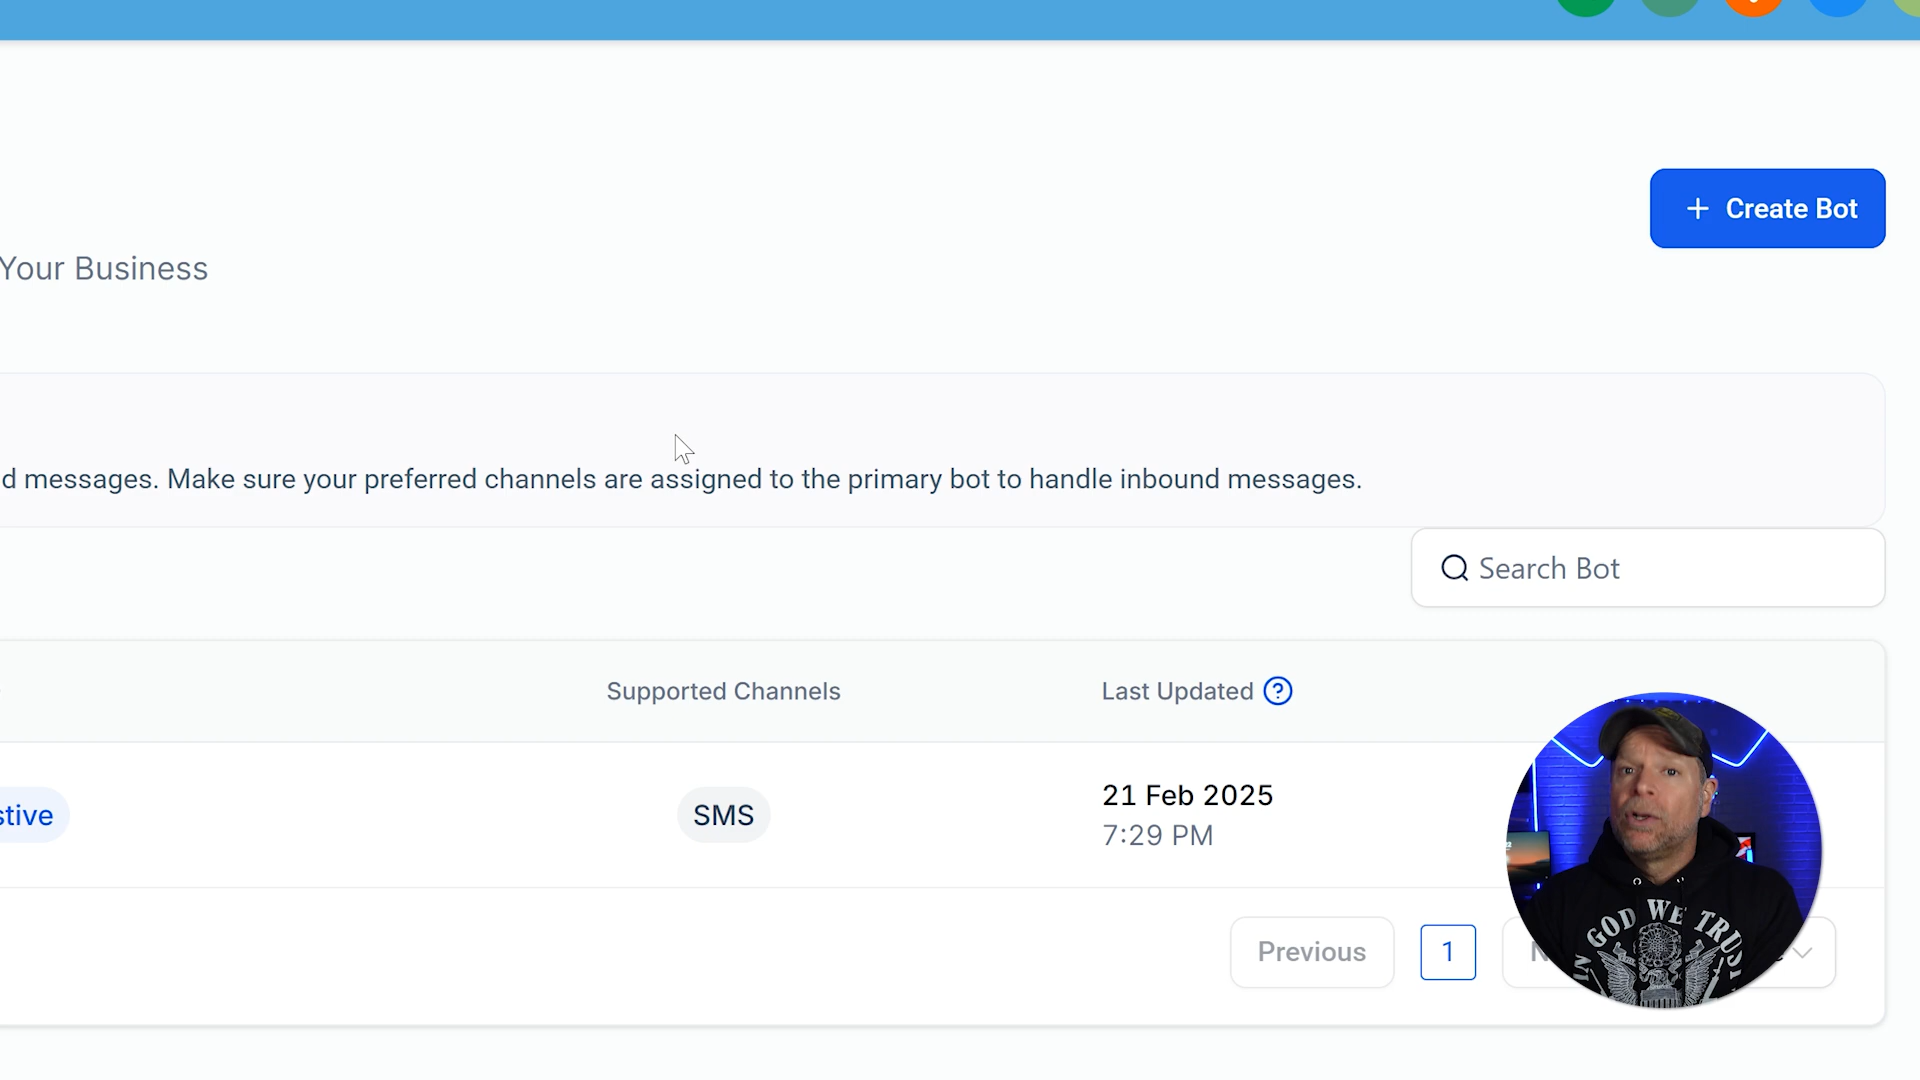 + Create Bot
Your Business
d messages. Make sure your preferred channels are assigned to the primary bot to handle inbound messages.
Search Bot
Supported Channels
Last Updated ?
stive
SMS
21 Feb 2025
7:29 PM
Previous
1
N
IN GOD WE TRUST